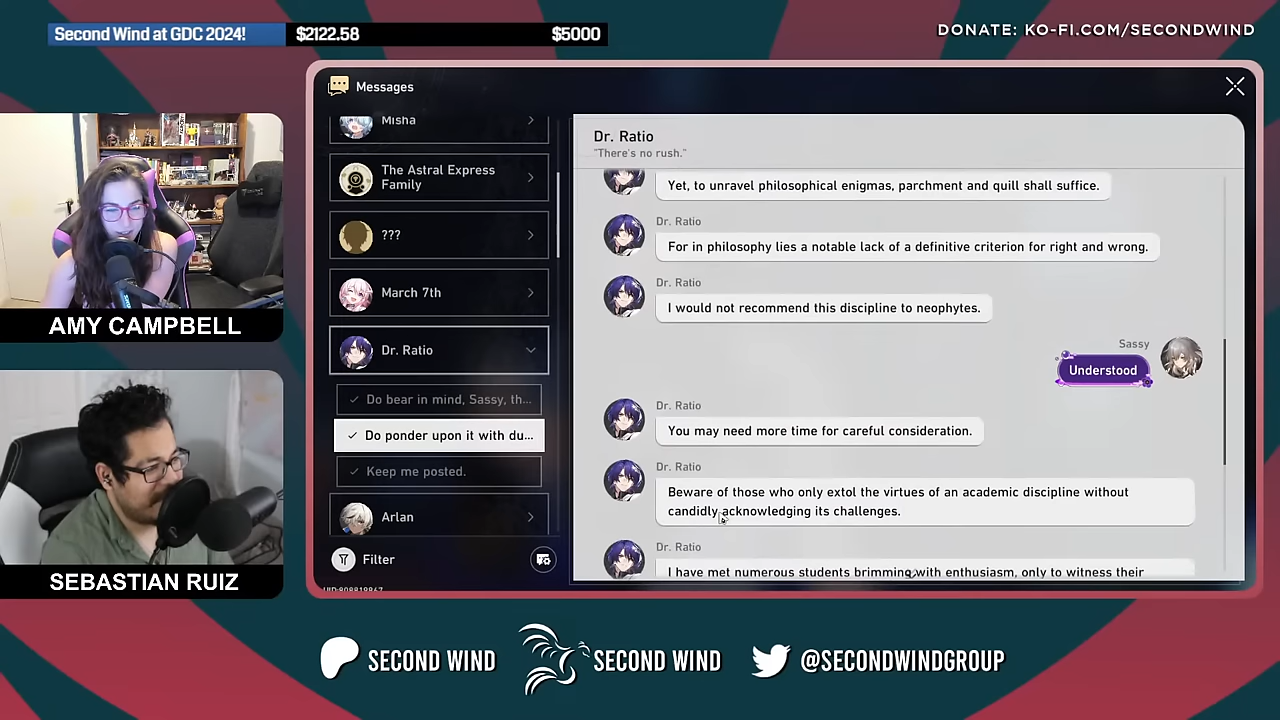 Second Wind at GDC 2024!
$2122.58
$5000
DONATE: KO-FI.COM/SECONDWIND
AMY CAMPBELL
SEBASTIAN RUIZ
Messages
Misha
The Astral Express
Family
???
March 7th
Dr. Ratio
Do bear in mind, Sassy, th...
Do ponder upon it with du...
Keep me posted.
Arlan
Filter
Dr. Ratio
"There's no rush."
Yet, to unravel philosophical enigmas, parchment and quill shall suffice.
Dr. Ratio
For in philosophy lies a notable lack of a definitive criterion for right and wrong.
Dr. Ratio
I would not recommend this discipline to neophytes.
Sassy
Understood
Dr. Ratio
You may need more time for careful consideration.
Dr. Ratio
Beware of those who only extol the virtues of an academic discipline without
candidly acknowledging its challenges.
Dr. Ratio
I have met numerous students brimming with enthusiasm, only to witness their
SECOND WIND
SECOND WIND
@SECONDWINDGROUP